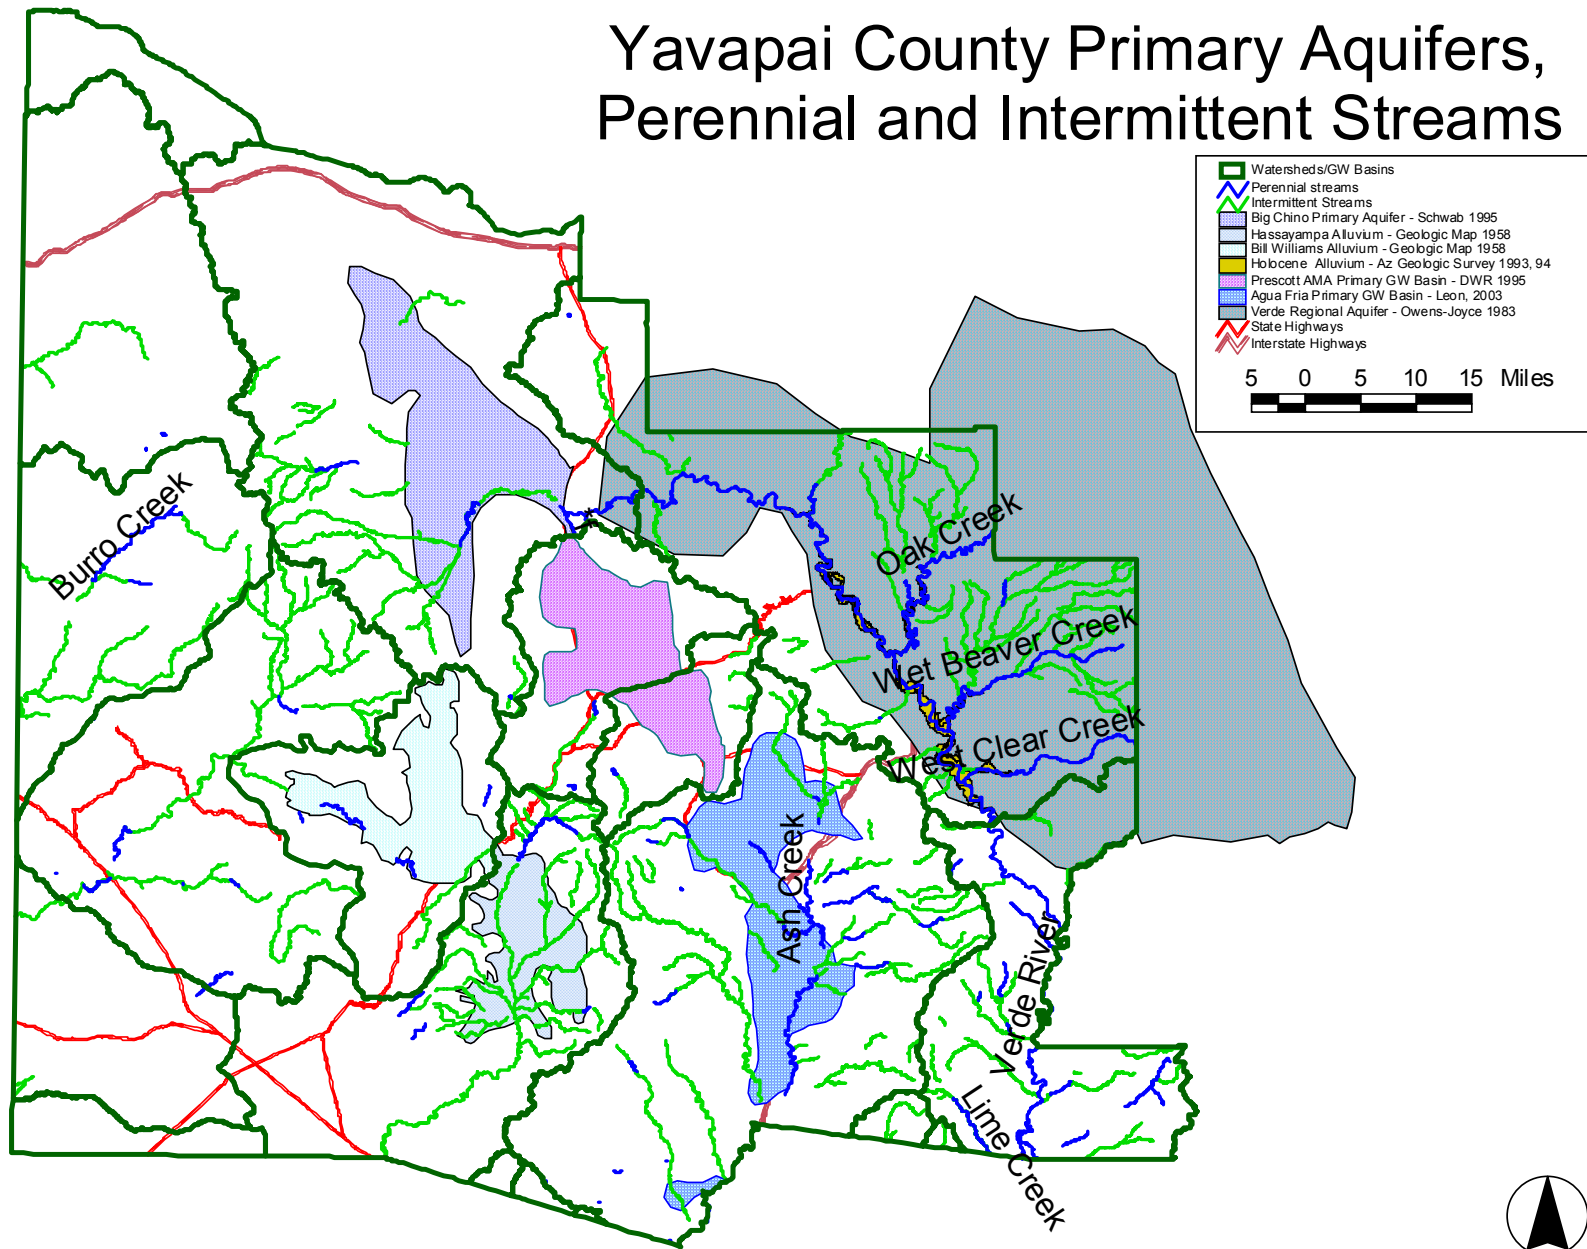 Yavapai County Primary Aquifers,
Perennial and Intermittent Streams
Watersheds/GW Basins
Perennial streams
Intermittent Streams
Big Chino Primary Aquifer - Schwab 1995
Hassayampa Alluvium - Geologic Map 1958
Bill Williams Alluvium - Geologic Map 1958
Holocene Alluvium - Az Geologic Survey 1993, 94
Prescott AMA Primary GW Basin - DWR 1995
Agua Fria Primary GW Basin - Leon, 2003
Verde Regional Aquifer - Owens-Joyce 1983
State Highways
Interstate Highways
5 0 5 10 15 Miles
Burro Creek
Oak Creek
Wet Beaver Creek
West Clear Creek
Ash Creek
Verde River
Lime Creek